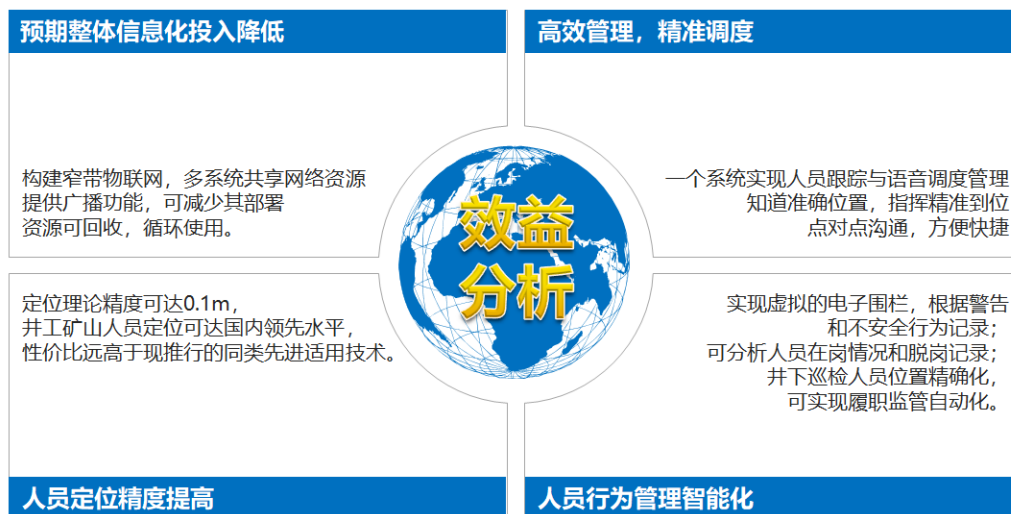 预期整体信息化投入降低
构建窄带物联网，多系统共享网络资源
提供广播功能，可减少其部署
资源可回收，循环使用。
高效管理，精准调度
一个系统实现人员跟踪与语音调度管理
知道准确位置，指挥精准到位
点对点沟通，方便快捷
效益
分析
定位理论精度可达0.1m，
井工矿山人员定位可达国内领先水平，
性价比远高于现推行的同类先进适用技术。
人员定位精度提高
实现虚拟的电子围栏，根据警告
和不安全行为记录；
可分析人员在岗情况和脱岗记录；
井下巡检人员位置精确化，
可实现履职监管自动化。
人员行为管理智能化